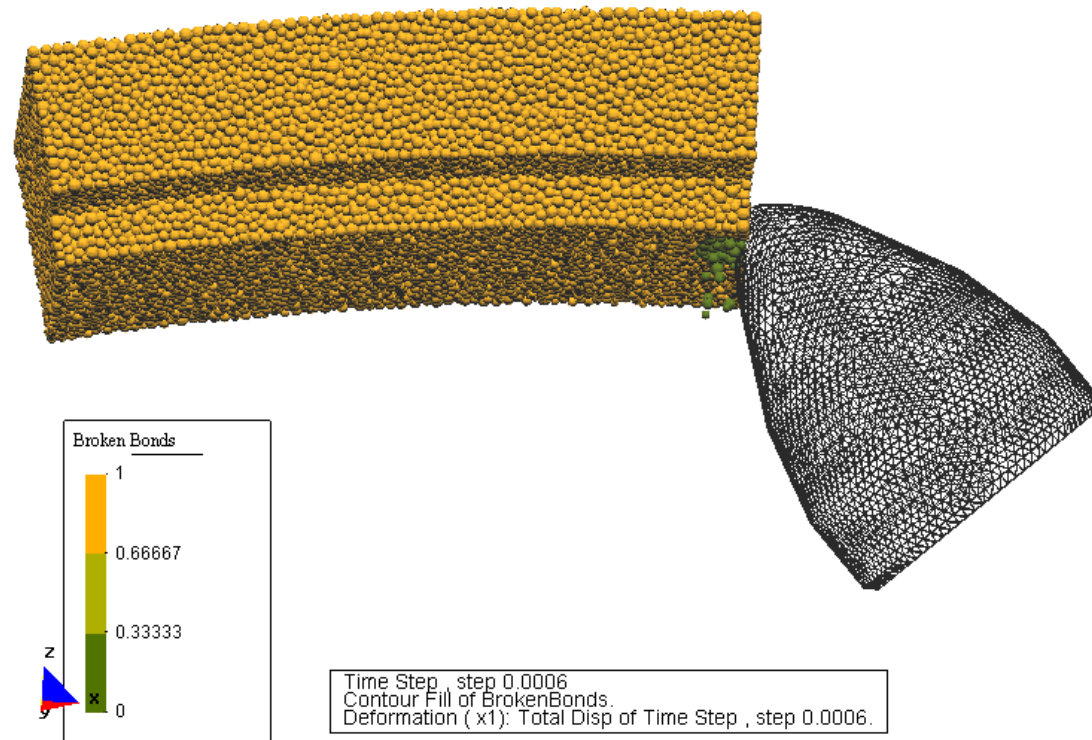 Broken Bonds
1
0.66667
0.33333
0
z
x
y
Time Step , step 0.0006
Contour Fill of BrokenBonds.
Deformation ( x1): Total Disp of Time Step , step 0.0006.